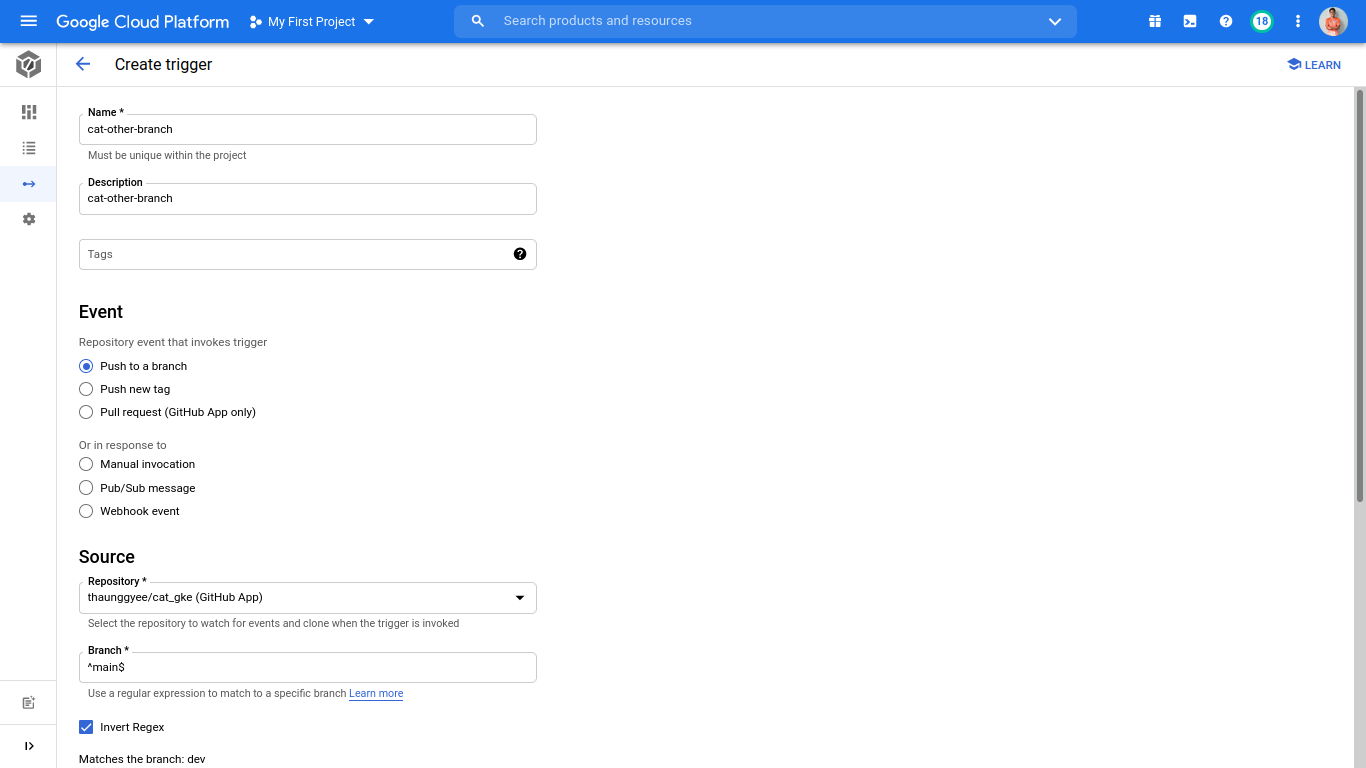 Google Cloud Platform
My First Project
Search products and resources
18
Create trigger
LEARN
Name *
cat-other-branch
Must be unique within the project
Description
cat-other-branch
Tags
Event
Repository event that invokes trigger
Push to a branch
Push new tag
Pull request (GitHub App only)
Or in response to
Manual invocation
Pub/Sub message
Webhook event
Source
Repository *
thaunggyee/cat_gke (GitHub App)
Select the repository to watch for events and clone when the trigger is invoked
Branch *
^main$
Use a regular expression to match to a specific branch Learn more
Invert Regex
Matches the branch: dev